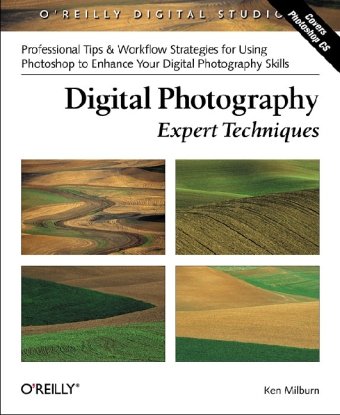 O'REILLY DIGITAL STUDIO
Covers
Photoshop CS
Professional Tips & Workflow Strategies for Using
Photoshop to Enhance Your Digital Photography Skills
Digital Photography
Expert Techniques
O'REILLY®
Ken Milburn